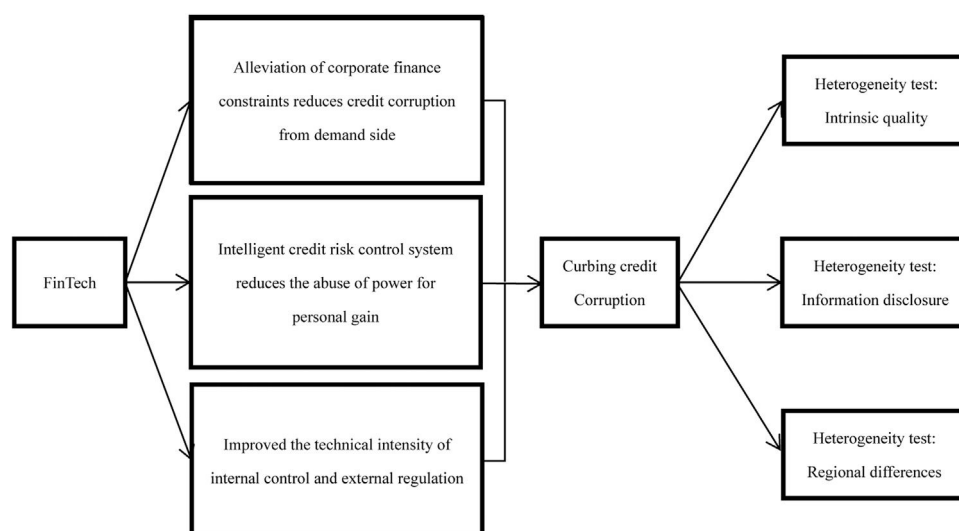 FinTech
Alleviation of corporate finance
constraints reduces credit corruption
from demand side
Intelligent credit risk control system
reduces the abuse of power for
personal gain
Improved the technical intensity of
internal control and external regulation
Curbing credit
Corruption
Heterogeneity test:
Intrinsic quality
Heterogeneity test:
Information disclosure
Heterogeneity test:
Regional differences